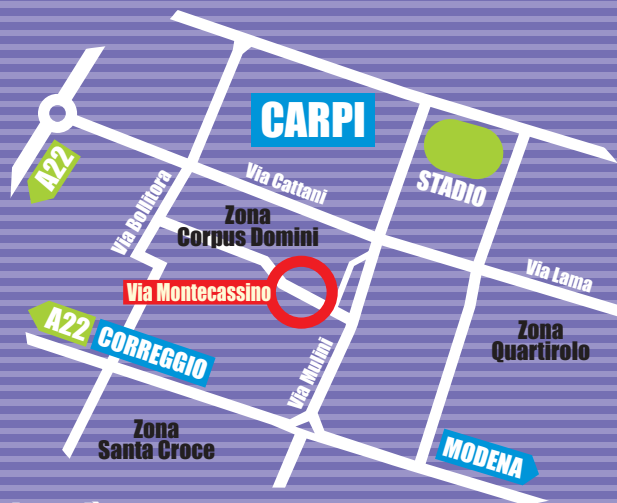 CARPI
A22
STADIO
Via Cattani
Via Bollitora
Zona
Corpus Domini
Via Lama
Via Montecassino
A22
CORREGGIO
Zona
Quartirolo
Via Mulini
Zona
Santa Croce
MODENA